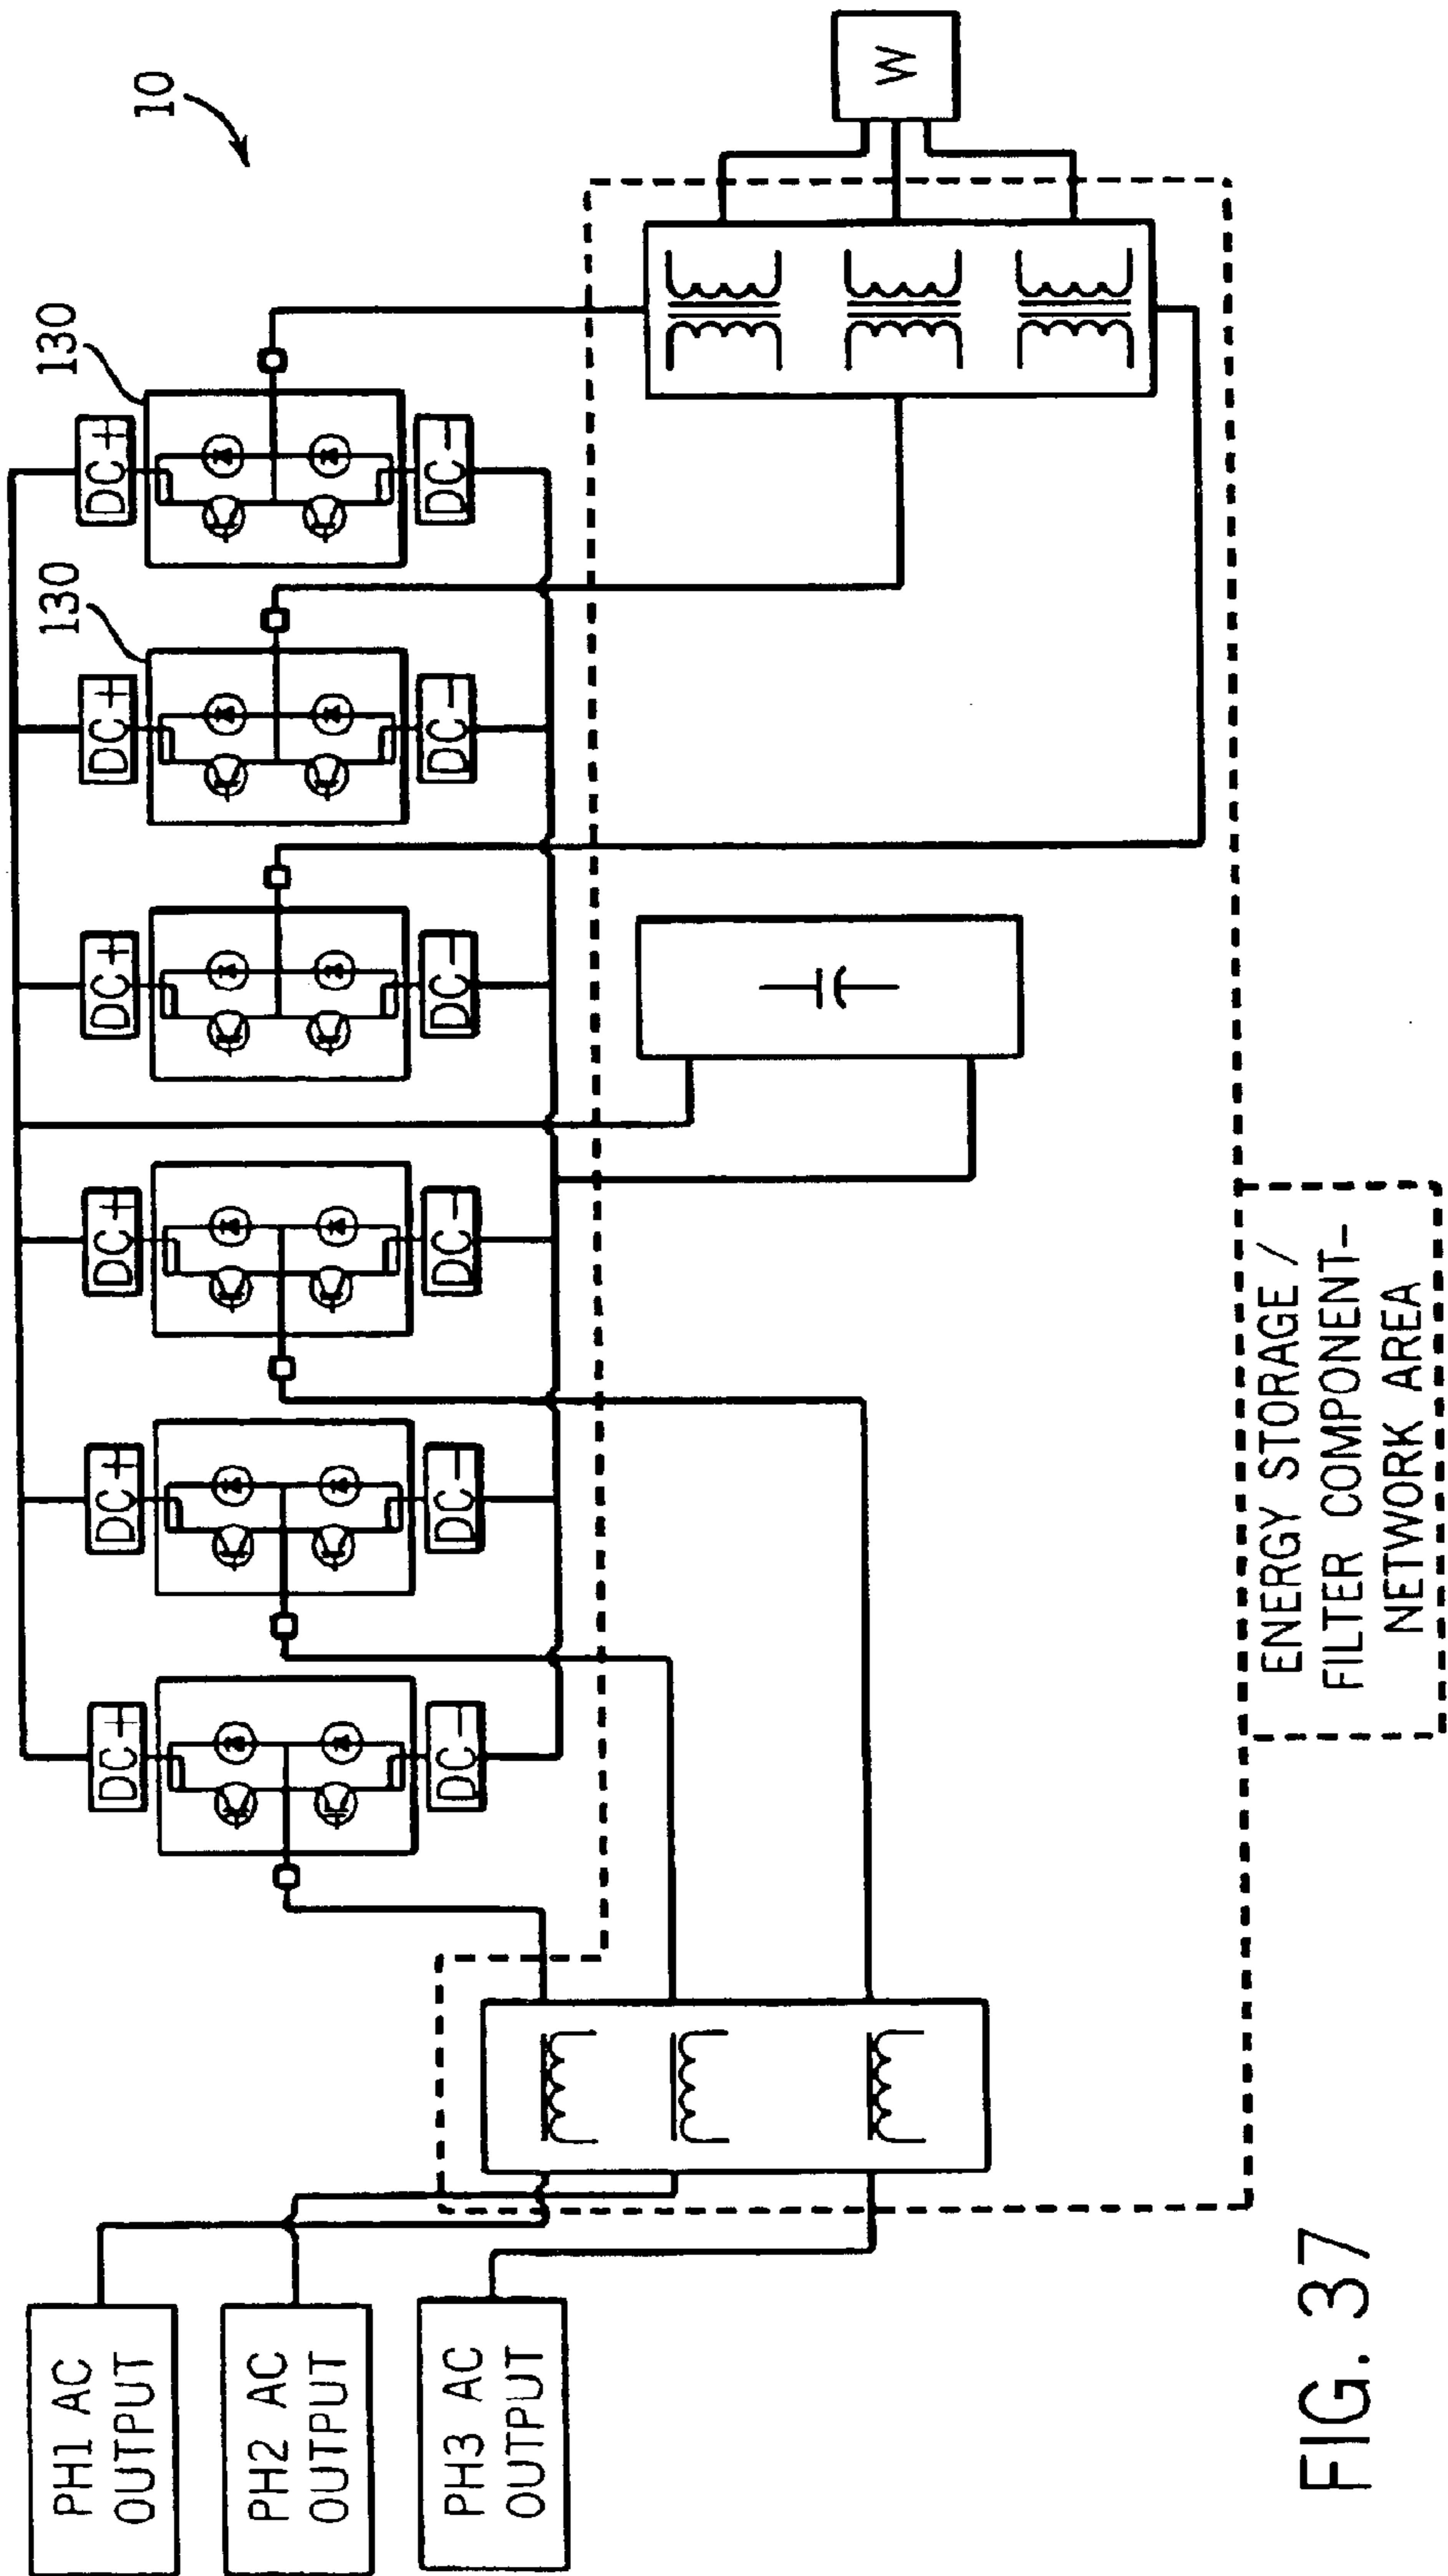 10
130
130
DC+
DC+
DC+
DC+
DC+
DC+
DC-
DC-
DC-
DC-
DC-
DC-
W
PH1 AC
OUTPUT
PH2 AC
OUTPUT
PH3 AC
OUTPUT
ENERGY STORAGE /
FILTER COMPONENT-
NETWORK AREA
FIG. 37